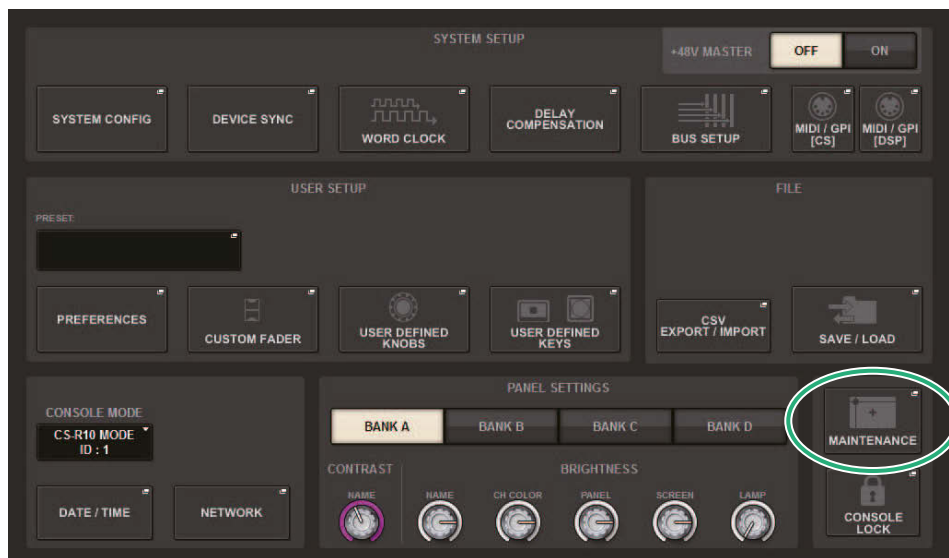 SYSTEM SETUP
+48V MASTER
OFF
ON
SYSTEM CONFIG
DEVICE SYNC
WORD CLOCK
DELAY
COMPENSATION
BUS SETUP
MIDI / GPI
[CS]
MIDI / GPI
[DSP]
USER SETUP
FILE
PRESET
PREFERENCES
CUSTOM FADER
USER DEFINED
KNOBS
USER DEFINED
KEYS
CSV
EXPORT / IMPORT
SAVE / LOAD
CONSOLE MODE
CS-R10 MODE
ID : 1
DATE / TIME
NETWORK
PANEL SETTINGS
BANK A
BANK B
BANK C
BANK D
CONTRAST
BRIGHTNESS
NAME
NAME
CH COLOR
PANEL
SCREEN
LAMP
MAINTENANCE
CONSOLE
LOCK